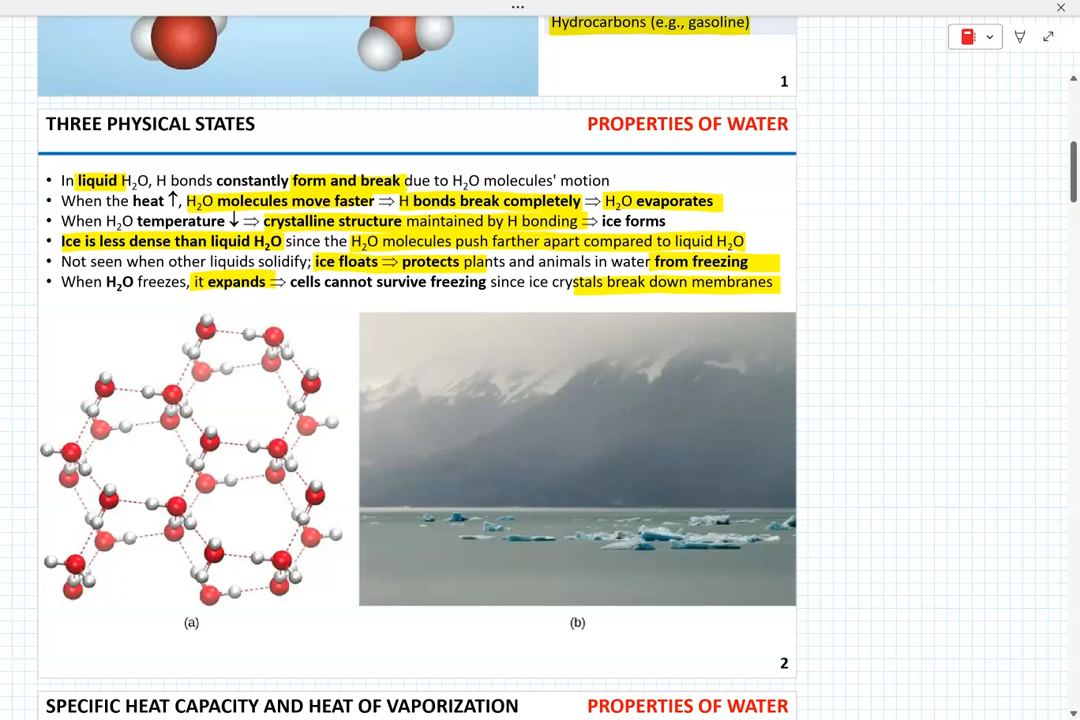 Hydrocarbons (e.g., gasoline)
1
THREE PHYSICAL STATES
PROPERTIES OF WATER
• In liquid H₂O, H bonds constantly form and break due to H₂O molecules' motion
• When the heat ↑, H₂O molecules move faster ⇒ H bonds break completely ⇒ H₂O evaporates
• When H₂O temperature ↓ ⇒ crystalline structure maintained by H bonding ⇒ ice forms
• Ice is less dense than liquid H₂O since the H₂O molecules push farther apart compared to liquid H₂O
• Not seen when other liquids solidify; ice floats ⇒ protects plants and animals in water from freezing
• When H₂O freezes, it expands ⇒ cells cannot survive freezing since ice crystals break down membranes
(a)
(b)
2
SPECIFIC HEAT CAPACITY AND HEAT OF VAPORIZATION
PROPERTIES OF WATER